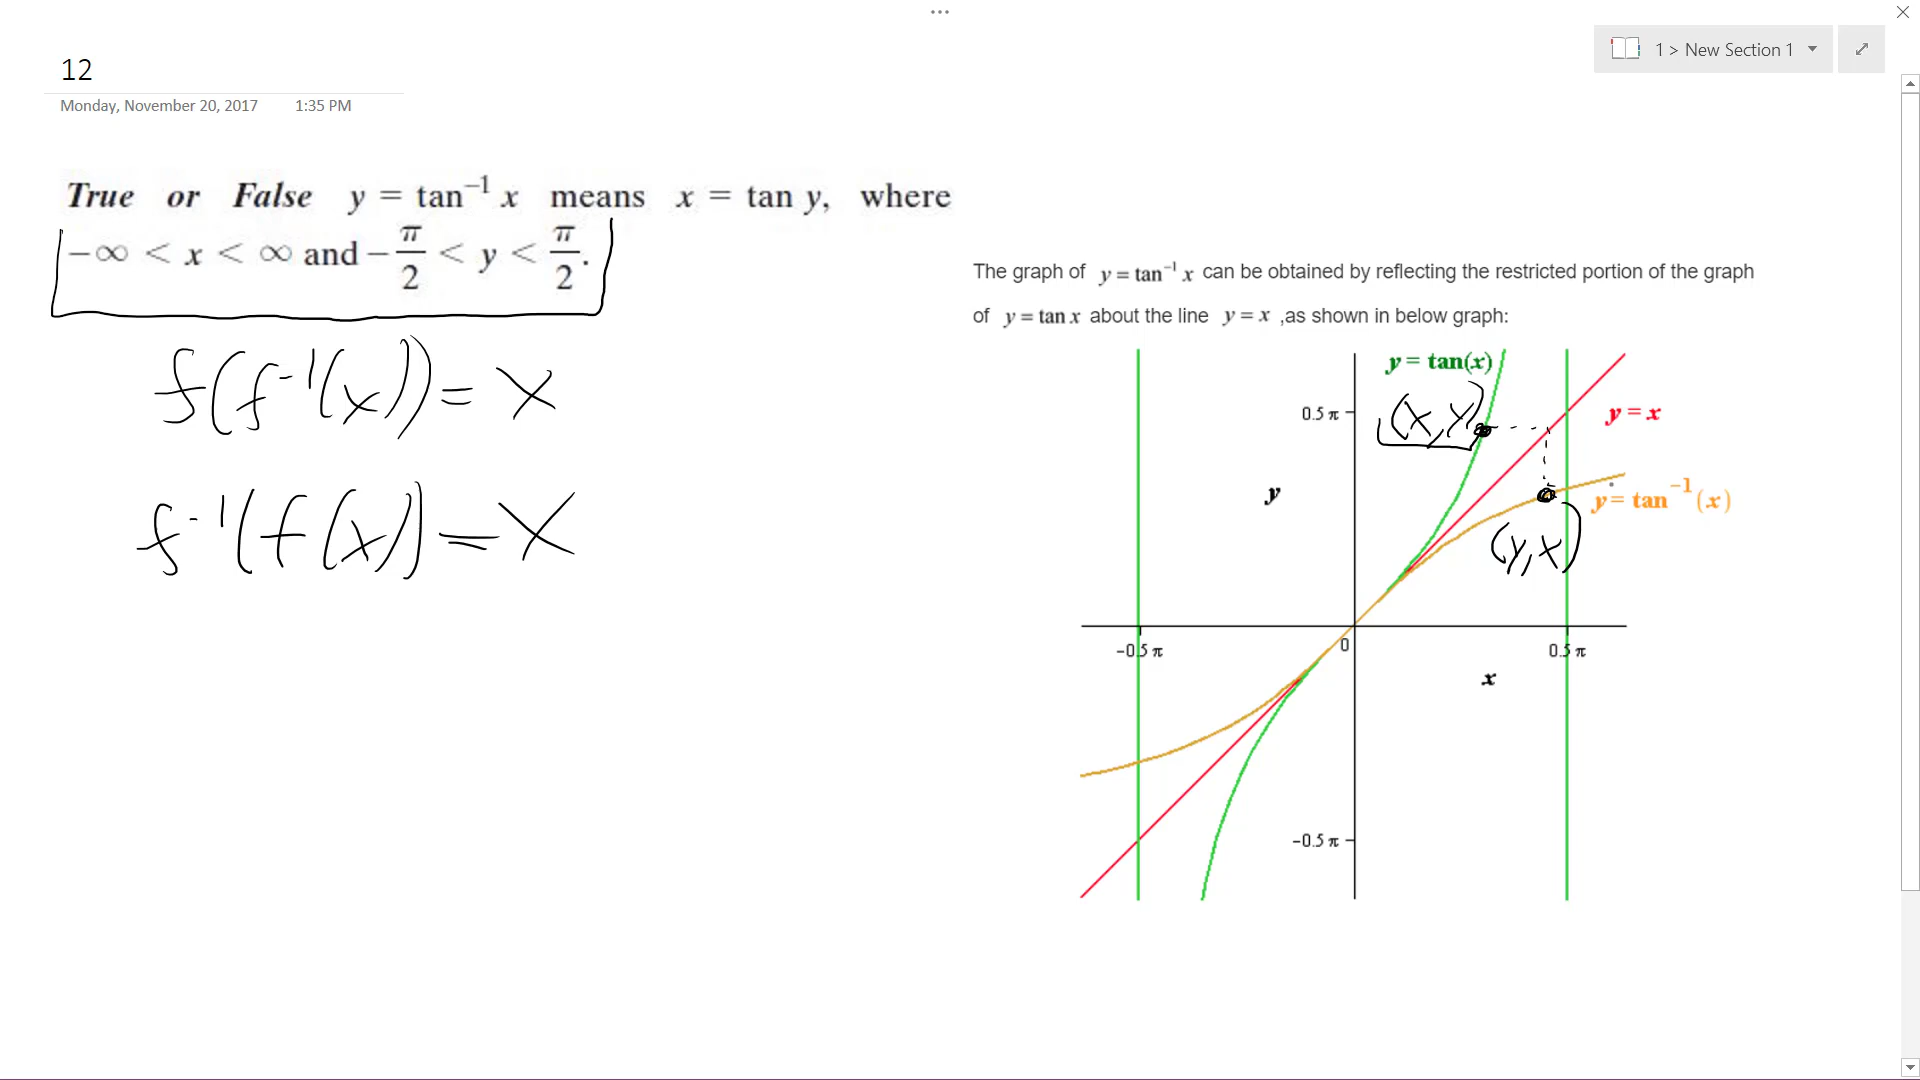 ...
1 > New Section 1
12
Monday, November 20, 2017 1:35 PM
True or False y = tan⁻¹ x means x = tan y, where
−∞ < x < ∞ and −π/2 < y < π/2.
f(f⁻¹(x)) = x
f⁻¹(f(x)) = x
The graph of y = tan⁻¹ x can be obtained by reflecting the restricted portion of the graph
of y = tan x about the line y = x ,as shown in below graph:
y = tan(x)
0.5 π
(x,y)
y = x
y
y = tan⁻¹(x)
(y,x)
−0.5 π
0
0.5 π
x
−0.5 π